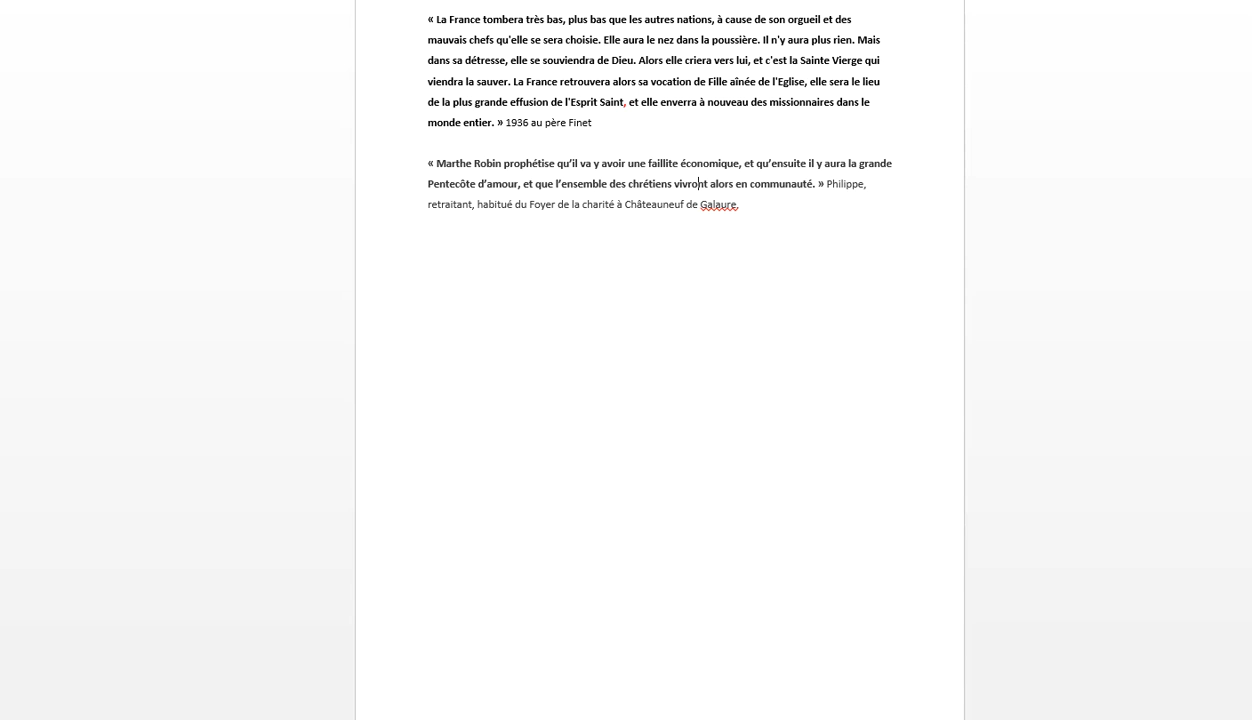 « La France tombera très bas, plus bas que les autres nations, à cause de son orgueil et des
mauvais chefs qu'elle se sera choisie. Elle aura le nez dans la poussière. Il n'y aura plus rien. Mais
dans sa détresse, elle se souviendra de Dieu. Alors elle criera vers lui, et c'est la Sainte Vierge qui
viendra la sauver. La France retrouvera alors sa vocation de Fille aînée de l'Eglise, elle sera le lieu
de la plus grande effusion de l'Esprit Saint, et elle enverra à nouveau des missionnaires dans le
monde entier. » 1936 au père Finet
« Marthe Robin prophétise qu’il va y avoir une faillite économique, et qu’ensuite il y aura la grande
Pentecôte d’amour, et que l’ensemble des chrétiens vivront alors en communauté. » Philippe,
retraitant, habitué du Foyer de la charité à Châteauneuf de Galaure.